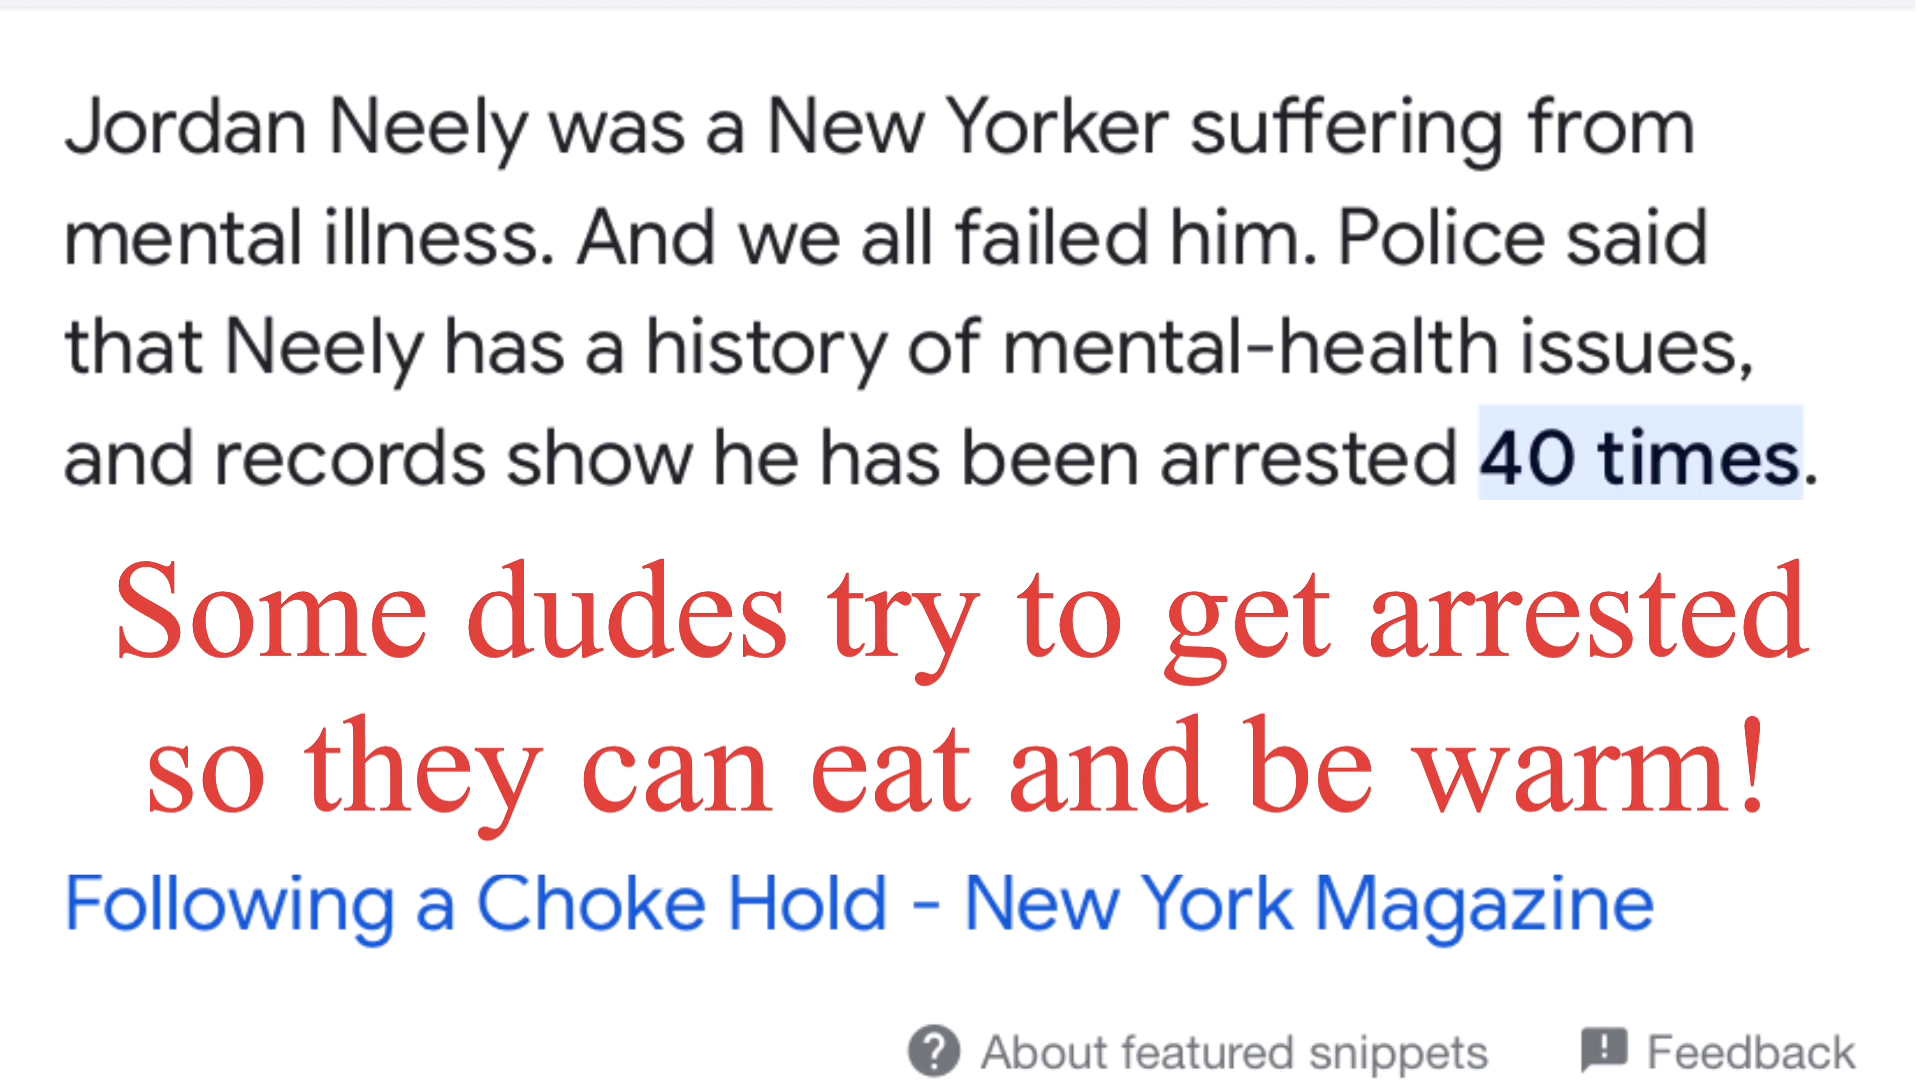 Jordan Neely was a New Yorker suffering from
mental illness. And we all failed him. Police said
that Neely has a history of mental-health issues,
and records show he has been arrested 40 times.
Some dudes try to get arrested
so they can eat and be warm!
Following a Choke Hold - New York Magazine
About featured snippets Feedback